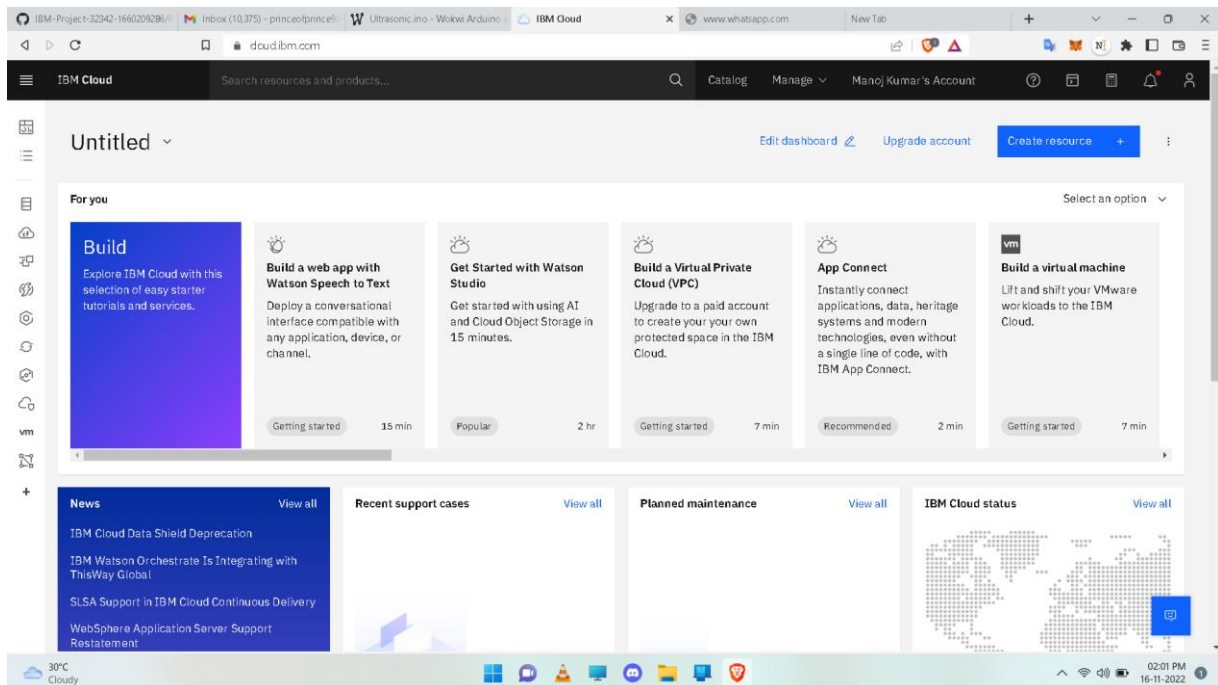 IBM-Project-32342-1660209286/
Inbox (10,375) - princeofprince9
Ultrasonic.ino - Wokwi Arduino
IBM Cloud
www.whatsapp.com
New Tab
cloud.ibm.com
IBM Cloud
Search resources and products...
Catalog
Manage
Manoj Kumar's Account
Untitled
Edit dashboard
Upgrade account
Create resource +
For you
Select an option
Build
Explore IBM Cloud with this
selection of easy starter
tutorials and services.
Build a web app with
Watson Speech to Text
Deploy a conversational
interface compatible with
any application, device, or
channel.
Getting started 15 min
Get Started with Watson
Studio
Get started with using AI
and Cloud Object Storage in
15 minutes.
Popular 2 hr
Build a Virtual Private
Cloud (VPC)
Upgrade to a paid account
to create your your own
protected space in the IBM
Cloud.
Getting started 7 min
App Connect
Instantly connect
applications, data, heritage
systems and modern
technologies, even without
a single line of code, with
IBM App Connect.
Recommended 2 min
vm
Build a virtual machine
Lift and shift your VMware
workloads to the IBM
Cloud.
Getting started 7 min
vm
News View all
IBM Cloud Data Shield Deprecation
IBM Watson Orchestrate Is Integrating with
ThisWay Global
SLSA Support in IBM Cloud Continuous Delivery
WebSphere Application Server Support
Restatement
Recent support cases View all
Planned maintenance View all
IBM Cloud status View all
30°C
Cloudy
02:01 PM
16-11-2022
1